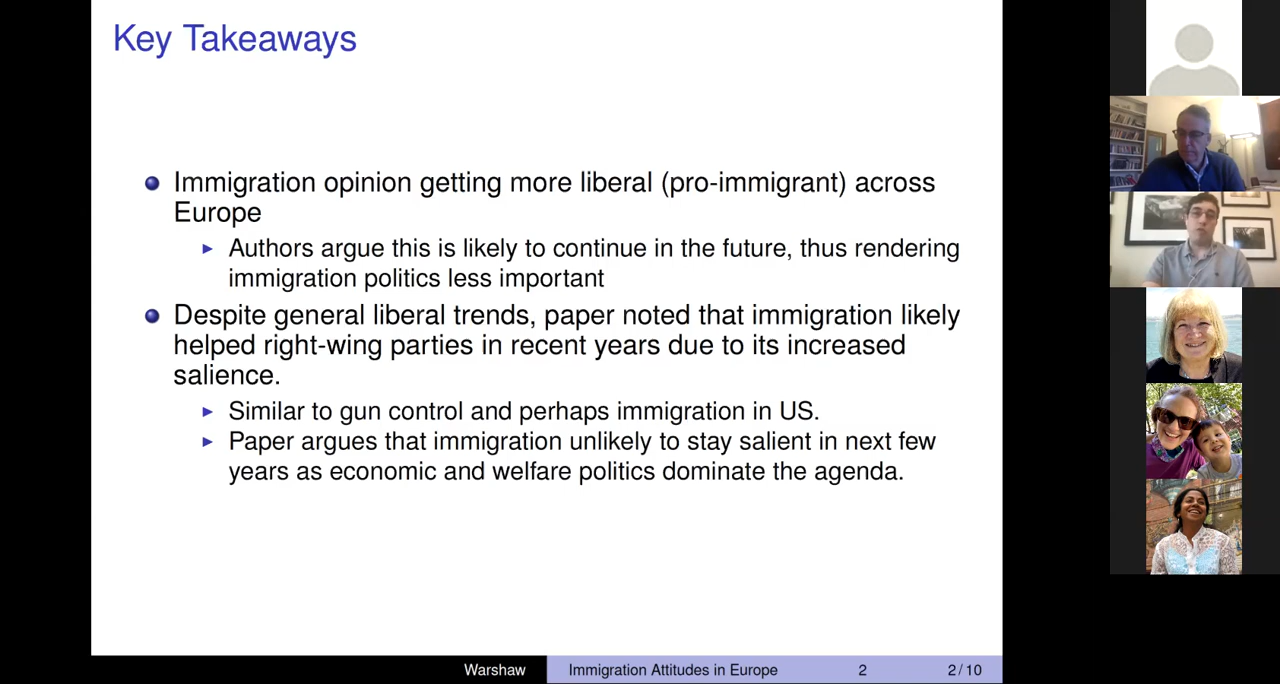 Key Takeaways
Immigration opinion getting more liberal (pro-immigrant) across
Europe
Authors argue this is likely to continue in the future, thus rendering
immigration politics less important
Despite general liberal trends, paper noted that immigration likely
helped right-wing parties in recent years due to its increased
salience.
Similar to gun control and perhaps immigration in US.
Paper argues that immigration unlikely to stay salient in next few
years as economic and welfare politics dominate the agenda.
Warshaw Immigration Attitudes in Europe 2 2 / 10